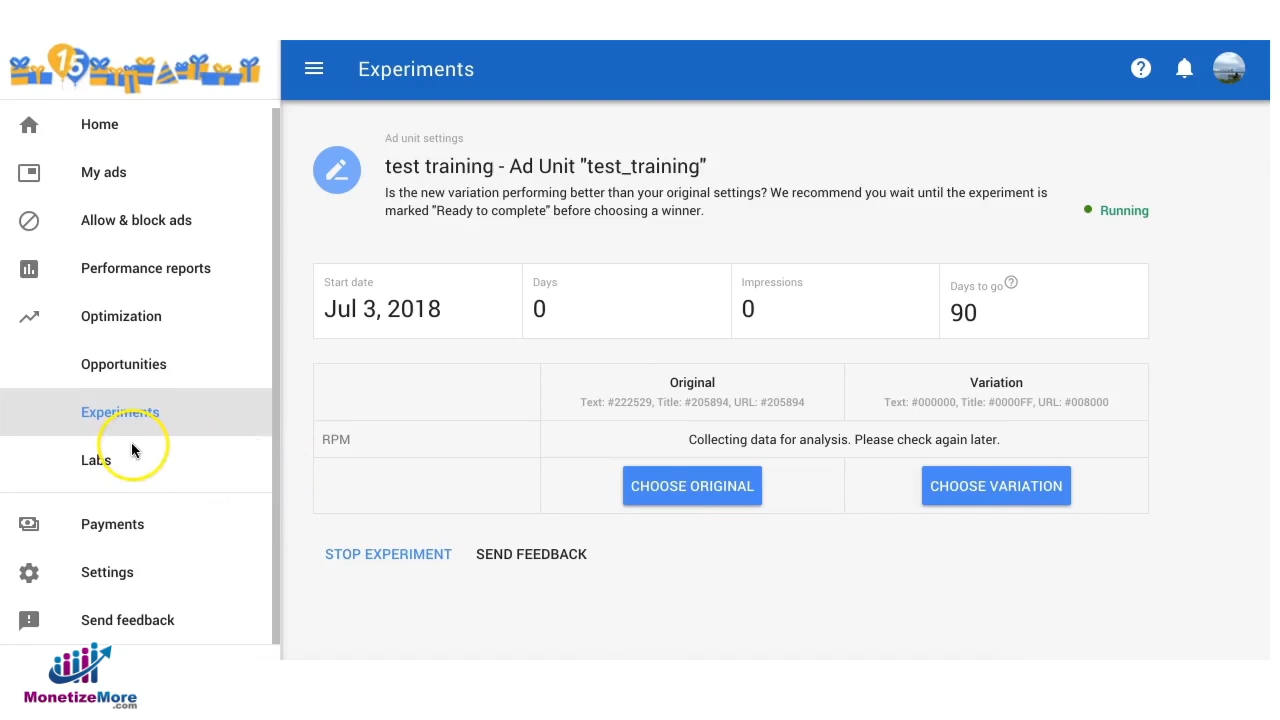 15
Experiments
Home
My ads
Allow & block ads
Performance reports
Optimization
Opportunities
Experiments
Labs
Payments
Settings
Send feedback
MonetizeMore
.com
Ad unit settings
test training - Ad Unit "test_training"
Is the new variation performing better than your original settings? We recommend you wait until the experiment is
marked "Ready to complete" before choosing a winner.
Running
Start date
Jul 3, 2018
Days
0
Impressions
0
Days to go
90
Original
Text: #222529, Title: #205894, URL: #205894
Variation
Text: #000000, Title: #0000FF, URL: #008000
RPM
Collecting data for analysis. Please check again later.
CHOOSE ORIGINAL
CHOOSE VARIATION
STOP EXPERIMENT
SEND FEEDBACK